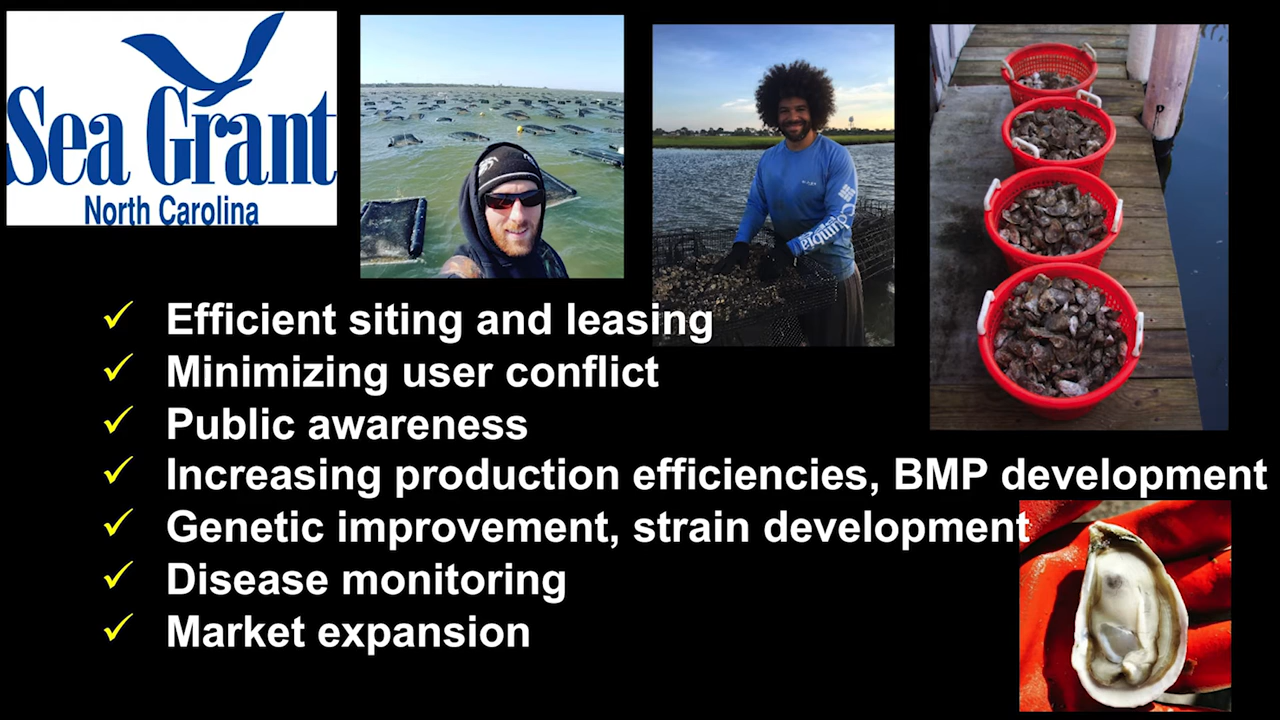 Sea Grant
North Carolina
Columbia
✓ Efficient siting and leasing
✓ Minimizing user conflict
✓ Public awareness
✓ Increasing production efficiencies, BMP development
✓ Genetic improvement, strain development
✓ Disease monitoring
✓ Market expansion